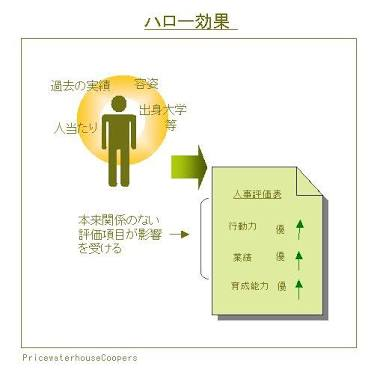 ハロー効果
過去の実績
容姿
出身大学
等
人当たり
人事評価表
行動力 優
業績 優
育成能力 優
本来関係のない
評価項目が影響
を受ける
PricewaterhouseCoopers